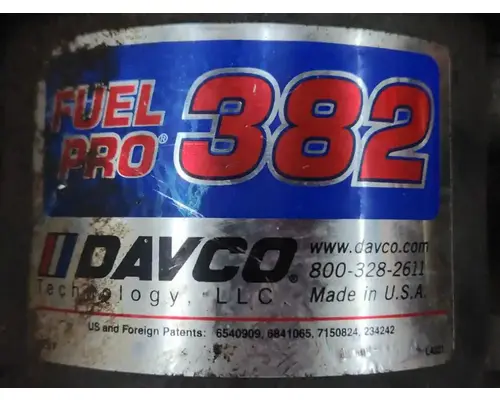 FUEL
PRO® 382
DAVCO®
Technology, LLC.
www.davco.com
800-328-2611
Made in U.S.A.
US and Foreign Patents: 6540909, 6841065, 7150824, 234242